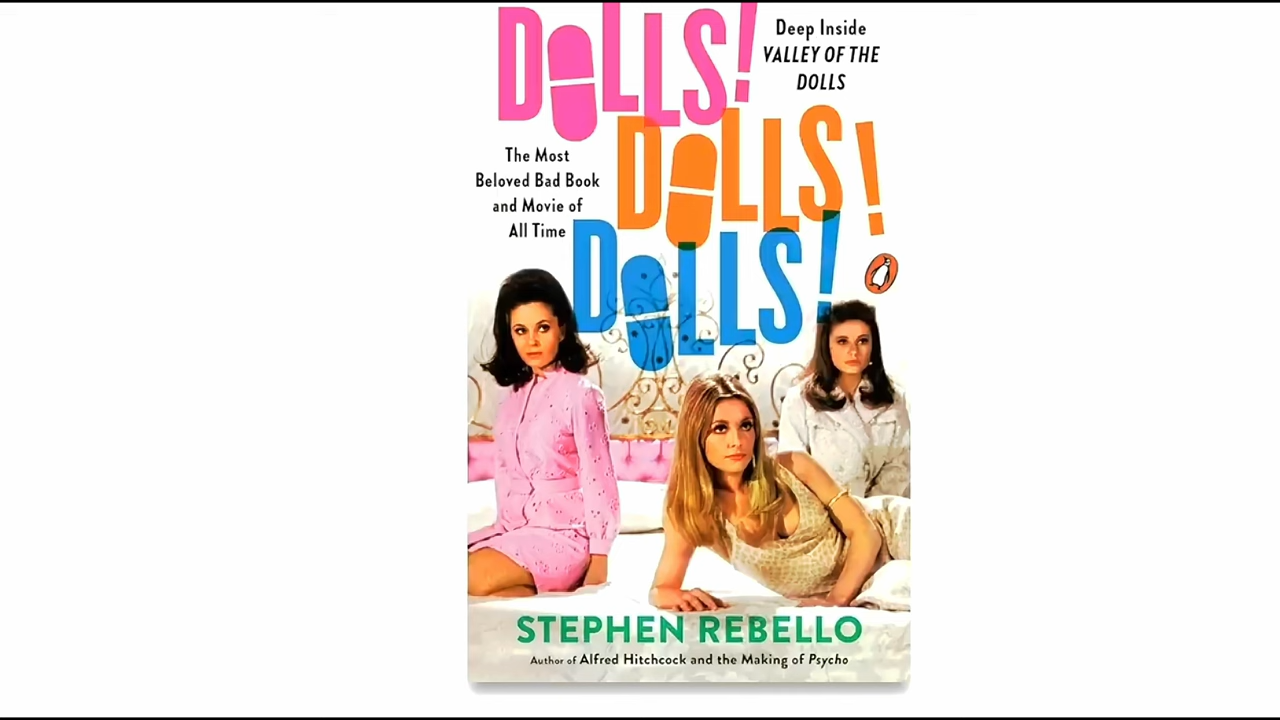 DOLLS!
Deep Inside
VALLEY OF THE
DOLLS
DOLLS!
The Most
Beloved Bad Book
and Movie of
All Time
DOLLS!
STEPHEN REBELLO
Author of Alfred Hitchcock and the Making of Psycho